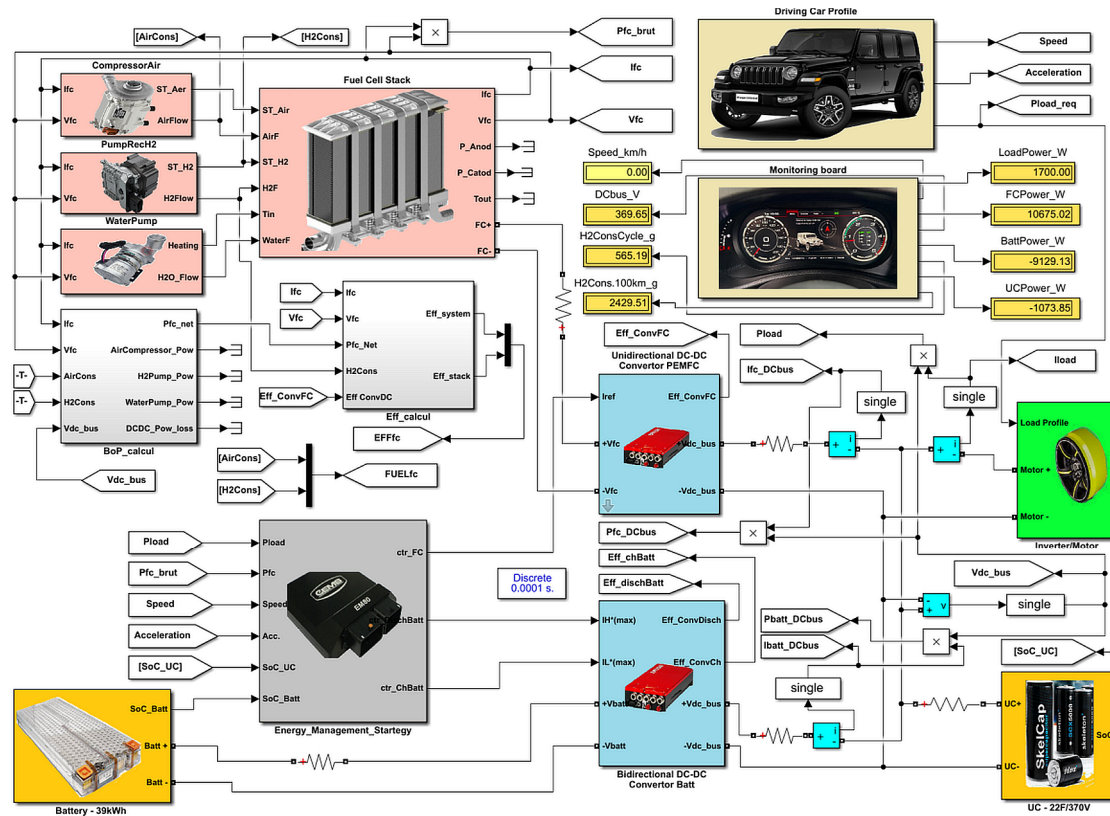 Driving Car Profile
[AirCons]
[H2Cons]
×
Pfc_brut
Speed
Ifc
Acceleration
Vfc
Pload_req
CompressorAir
Ifc
ST_Aer
Vfc
AirFlow
PumpRecH2
Ifc
ST_H2
Vfc
H2Flow
WaterPump
Ifc
Heating
Vfc
H2O_Flow
Fuel Cell Stack
ST_Air
AirF
ST_H2
H2F
Tin
WaterF
Ifc
Vfc
P_Anod
P_Catod
Tout
FC+
FC-
Speed_km/h
0.00
DCbus_V
369.65
H2ConsCycle_g
565.19
H2Cons.100km_g
2429.51
Monitoring board
LoadPower_W
1700.00
FCPower_W
10675.02
BattPower_W
-9129.13
UCPower_W
-1073.85
Ifc
Vfc
AirCons
H2Cons
Vdc_bus
Pfc_net
AirCompressor_Pow
H2Pump_Pow
WaterPump_Pow
DCDC_Pow_loss
BoP_calcul
-T-
-T-
Vdc_bus
Ifc
Vfc
Eff_ConvFC
Ifc
Vfc
Pfc_Net
H2Cons
Eff ConvDC
Eff_system
Eff_stack
Eff_calcul
EFFfc
[AirCons]
[H2Cons]
FUELfc
Eff_ConvFC
Unidirectional DC-DC
Convertor PEMFC
Iref
Eff_ConvFC
+Vfc
+Vdc_bus
-Vfc
-Vdc_bus
Pload
×
Iload
Ifc_DCbus
single
single
+
i
-
+
i
-
Load Profile
Motor +
Motor -
Inverter/Motor
Pfc_DCbus
×
Eff_chBatt
Eff_dischBatt
Vdc_bus
-
+
v
single
Pbatt_DCbus
Ibatt_DCbus
×
[SoC_UC]
single
+
i
-
Discrete
0.0001 s.
Pload
Pfc_brut
Speed
Acceleration
[SoC_UC]
Pload
Pfc
Speed
Acc.
SoC_UC
SoC_Batt
GEMS
EM80
ctr_FC
ctr_DischBatt
ctr_ChBatt
Energy_Management_Startegy
IH*(max)
Eff_ConvDisch
IL*(max)
Eff_ConvCh
+Vbatt
+Vdc_bus
-Vbatt
-Vdc_bus
Bidirectional DC-DC
Convertor Batt
SoC_Batt
Batt +
Batt -
Battery - 39kWh
UC+
UC-
SkelCap
UC - 22F/370V